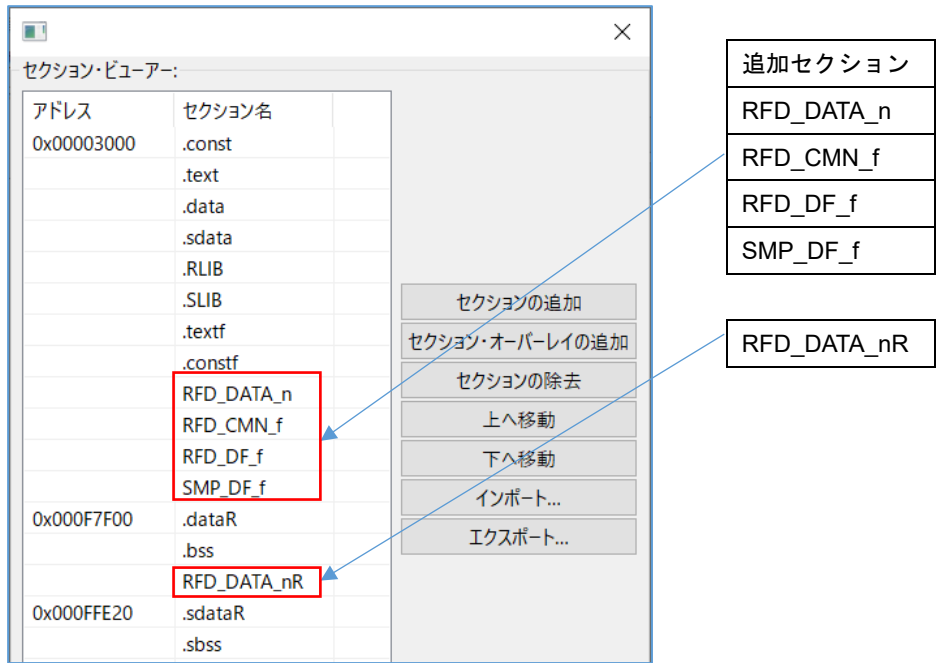 セクション・ビューアー:
アドレス セクション名
0x00003000 .const
.text
.data
.sdata
.RLIB
.SLIB
.textf
.constf
RFD_DATA_n
RFD_CMN_f
RFD_DF_f
SMP_DF_f
0x000F7F00 .dataR
.bss
RFD_DATA_nR
0x000FFE20 .sdataR
.sbss
セクションの追加
セクション・オーバーレイの追加
セクションの除去
上へ移動
下へ移動
インポート...
エクスポート...
追加セクション
RFD_DATA_n
RFD_CMN_f
RFD_DF_f
SMP_DF_f
RFD_DATA_nR